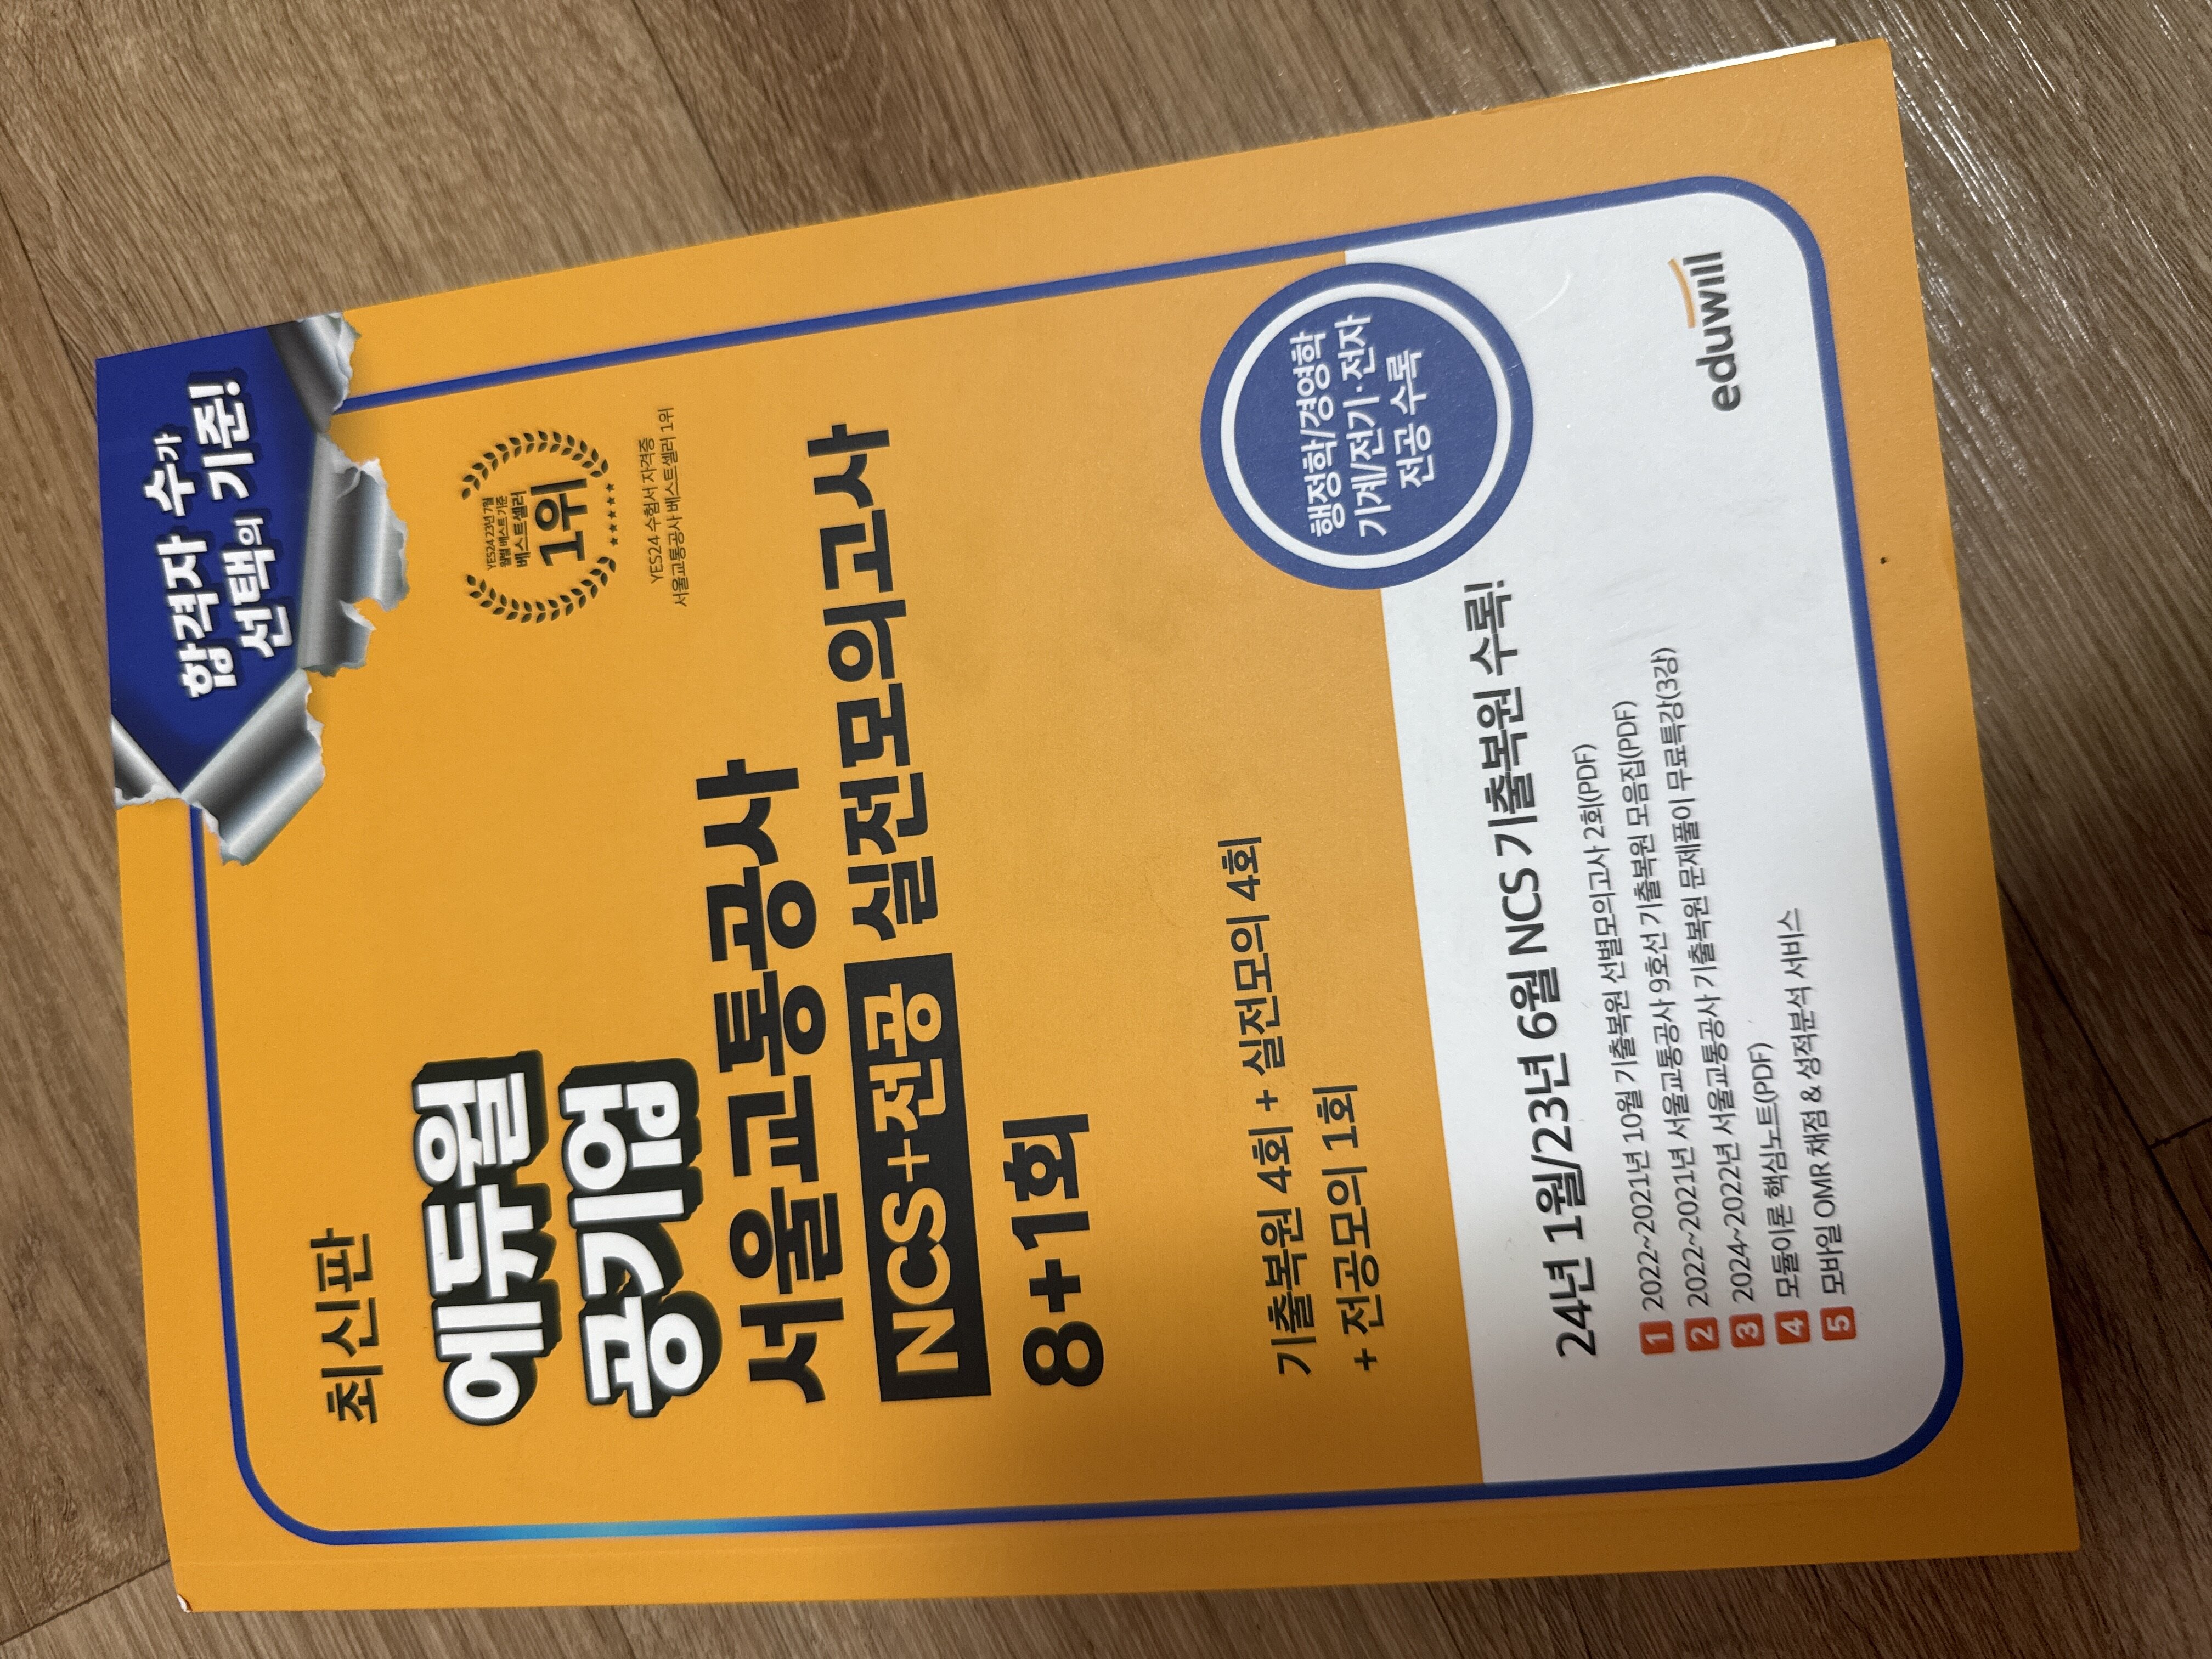 합격자 수가
선택의 기준!
최신판
YES24 23년 7월
월별 베스트 기준
베스트셀러
1위
YES24 수험서 자격증
서울교통공사 베스트셀러 1위
에듀윌
공기업
서울교통공사
NCS+전공 실전모의고사
8+1회
기출복원 4회 + 실전모의 4회
+ 전공모의 1회
행정학/경영학
기계/전기·전자
전공 수록
24년 1월/23년 6월 NCS 기출복원 수록!
1 2022~2021년 10월 기출복원 선별모의고사 2회(PDF)
2 2022~2021년 서울교통공사 9호선 기출복원 모음집(PDF)
3 2024~2022년 서울교통공사 기출복원 문제풀이 무료특강(3강)
4 모듈이론 핵심노트(PDF)
5 모바일 OMR 채점 & 성적분석 서비스
eduwill